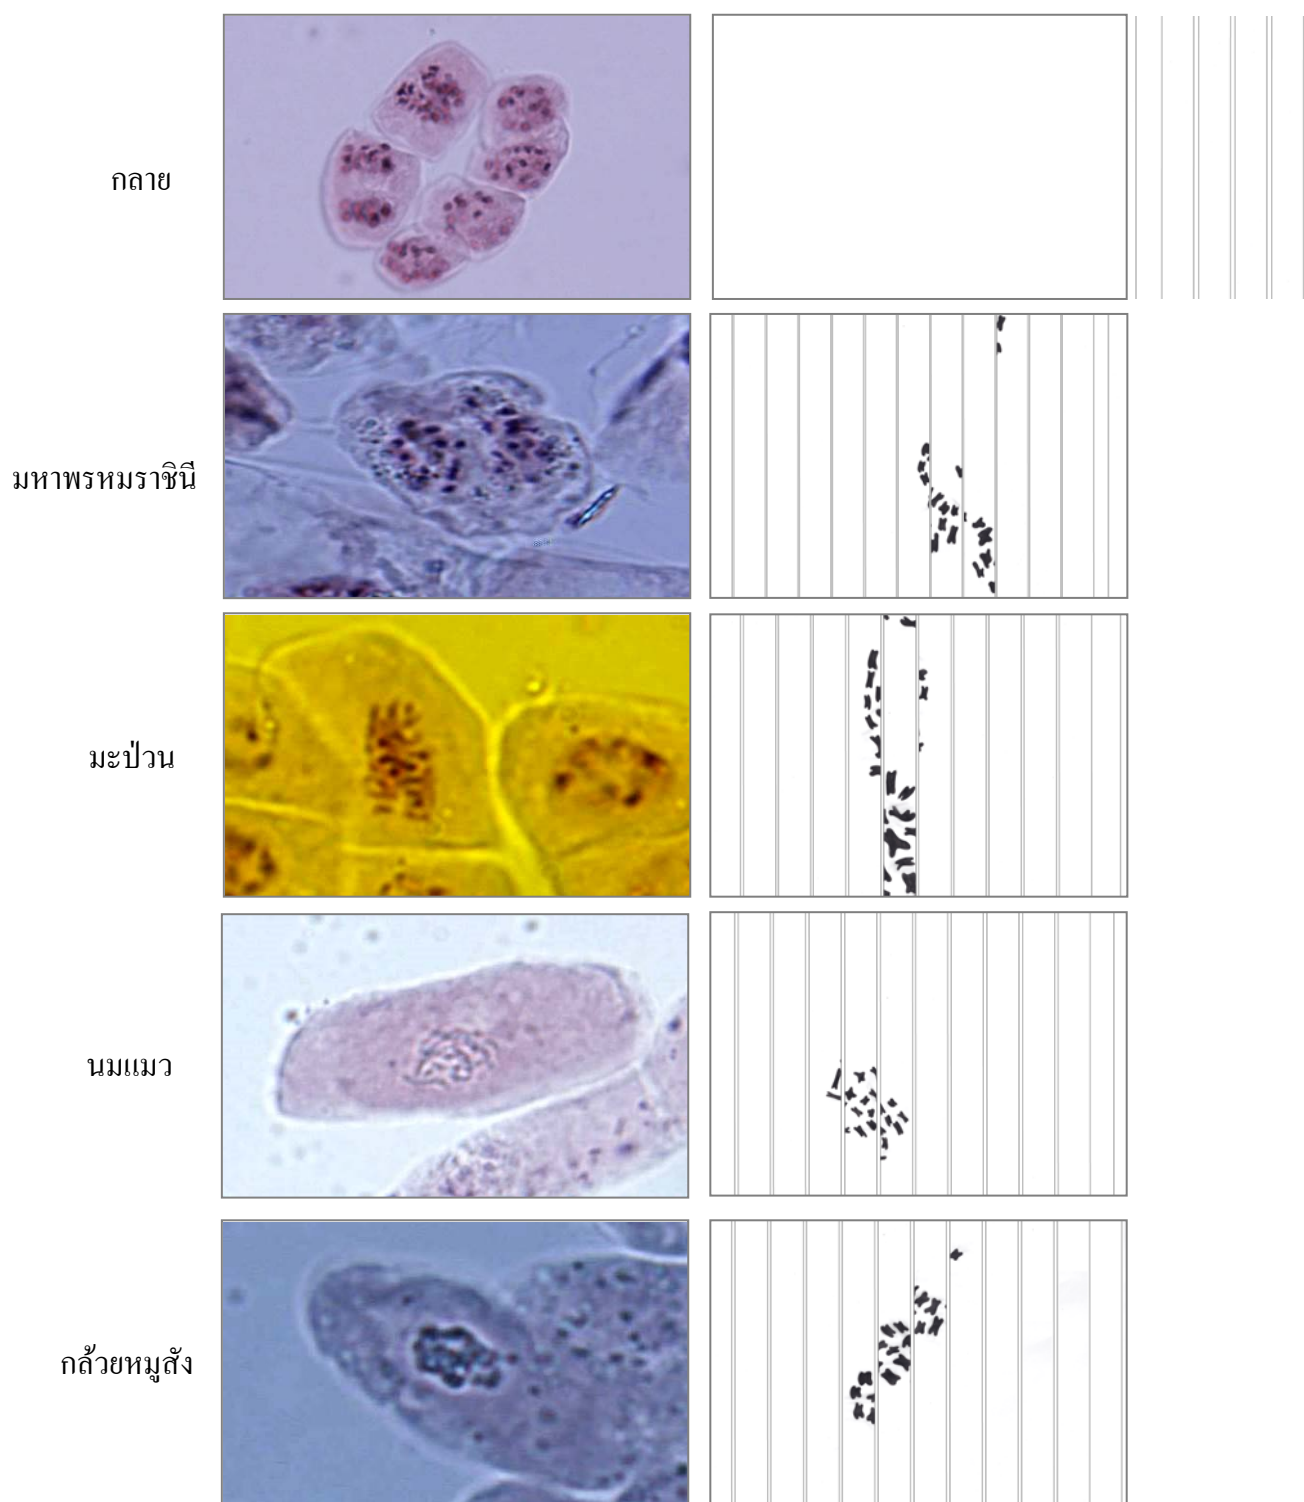 กลาย
มหาพรหมราชินี
มะป่วน
นมแมว
กล้วยหมูสัง